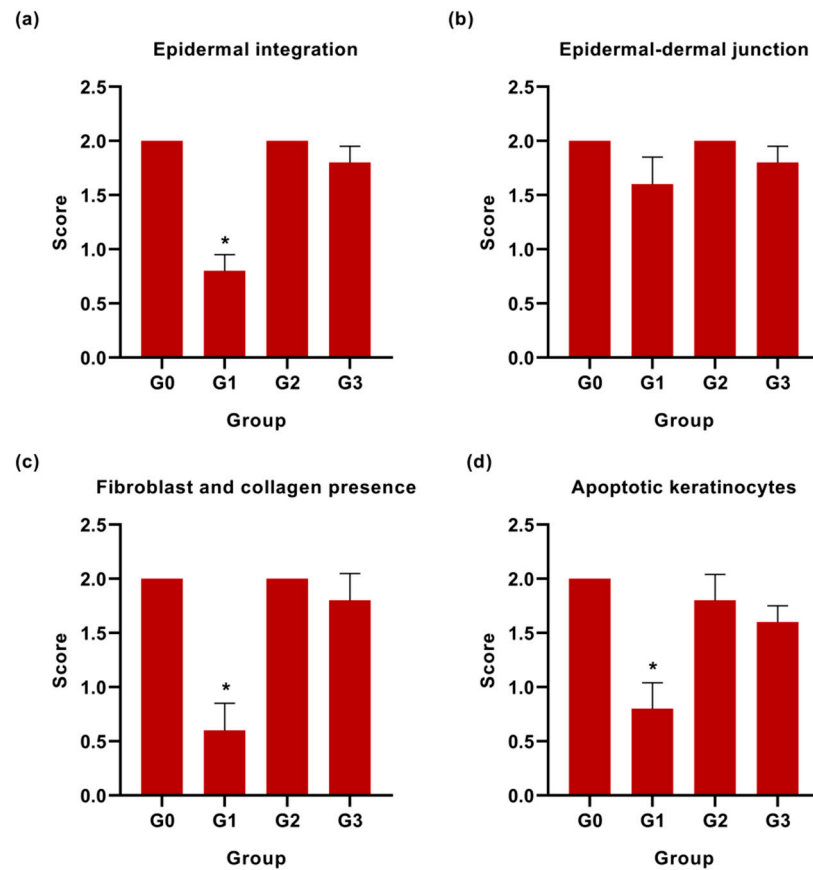 (a)
Epidermal integration
2.5
2.0
1.5
1.0
0.5
0.0
Score
*
G0 G1 G2 G3
Group
(b)
Epidermal-dermal junction
2.5
2.0
1.5
1.0
0.5
0.0
Score
G0 G1 G2 G3
Group
(c)
Fibroblast and collagen presence
2.5
2.0
1.5
1.0
0.5
0.0
Score
*
G0 G1 G2 G3
Group
(d)
Apoptotic keratinocytes
2.5
2.0
1.5
1.0
0.5
0.0
Score
*
G0 G1 G2 G3
Group